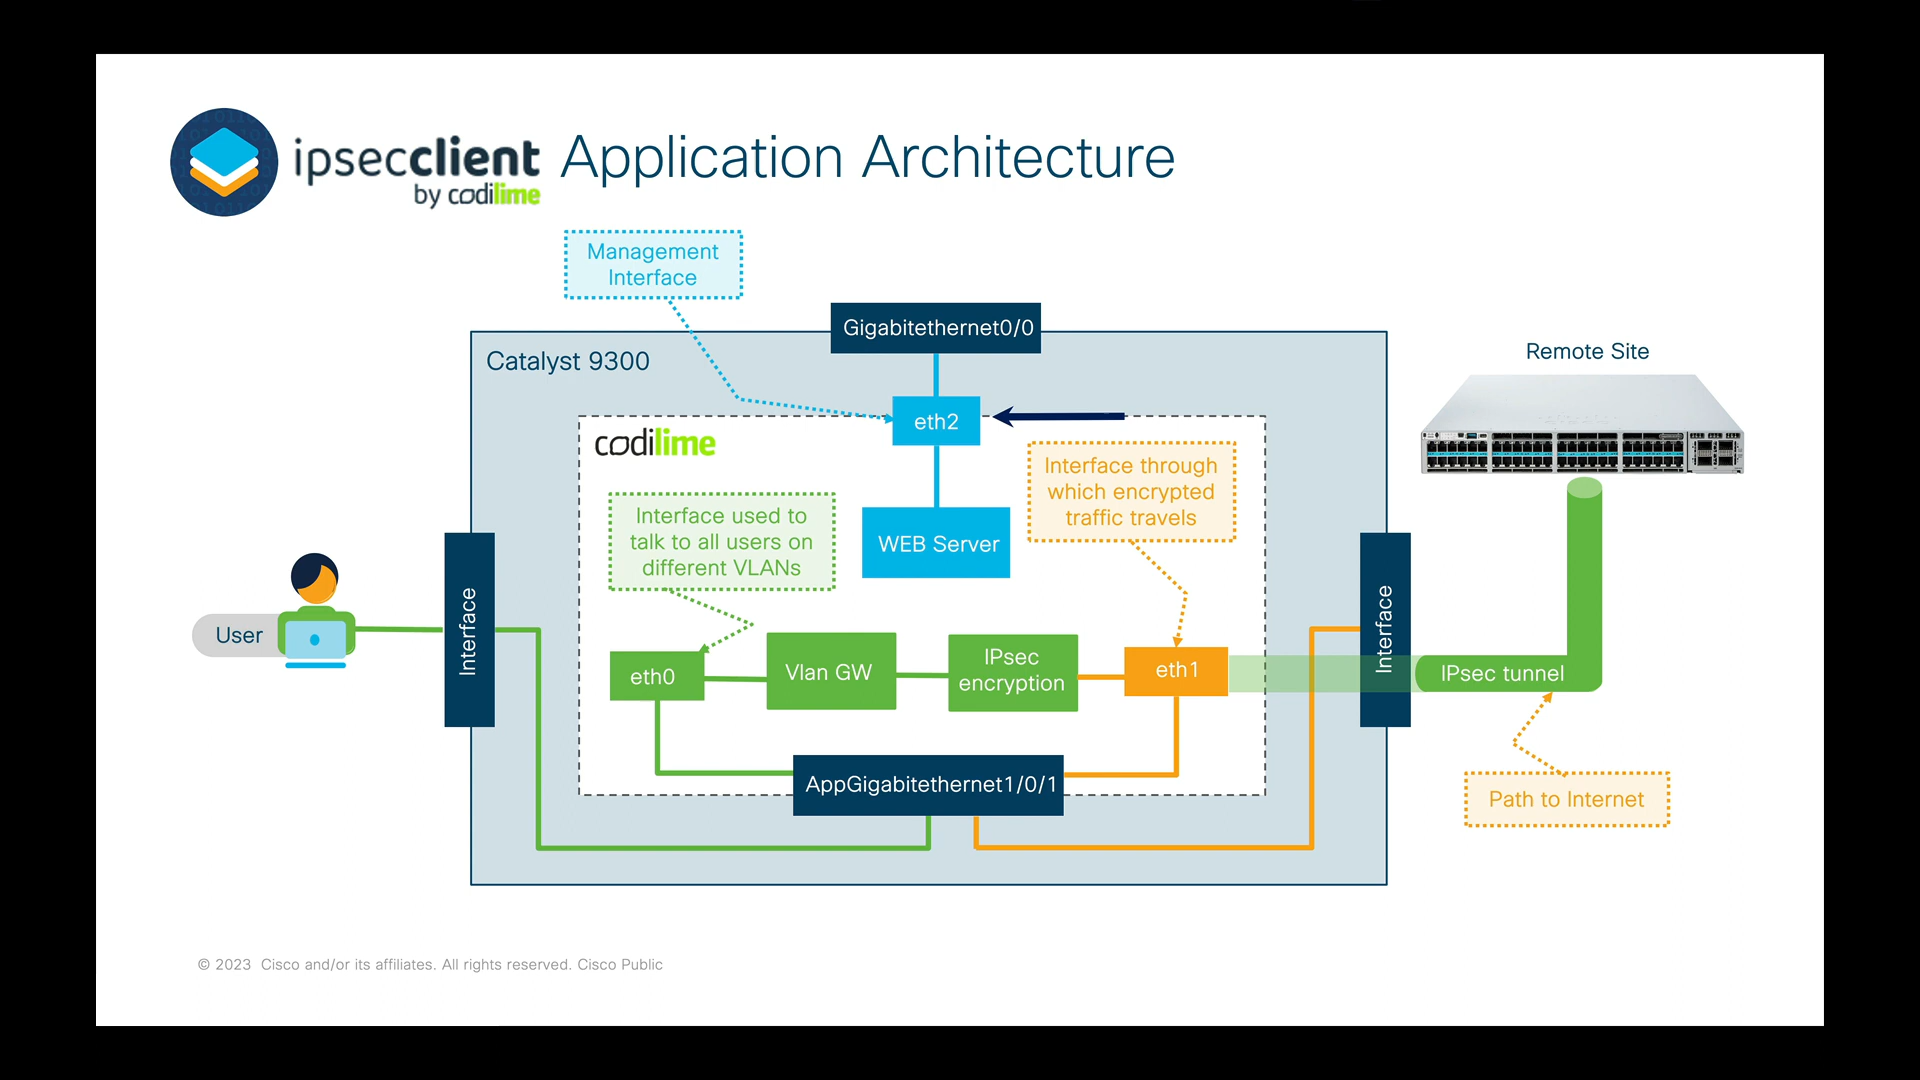 ipsecclient Application Architecture
by codilime
Management
Interface
Gigabitethernet0/0
Catalyst 9300
Remote Site
eth2
codilime
Interface through
which encrypted
traffic travels
Interface used to
talk to all users on
different VLANs
WEB Server
Interface
Interface
User
eth0
Vlan GW
IPsec
encryption
eth1
IPsec tunnel
AppGigabitethernet1/0/1
Path to Internet
© 2023 Cisco and/or its affiliates. All rights reserved. Cisco Public